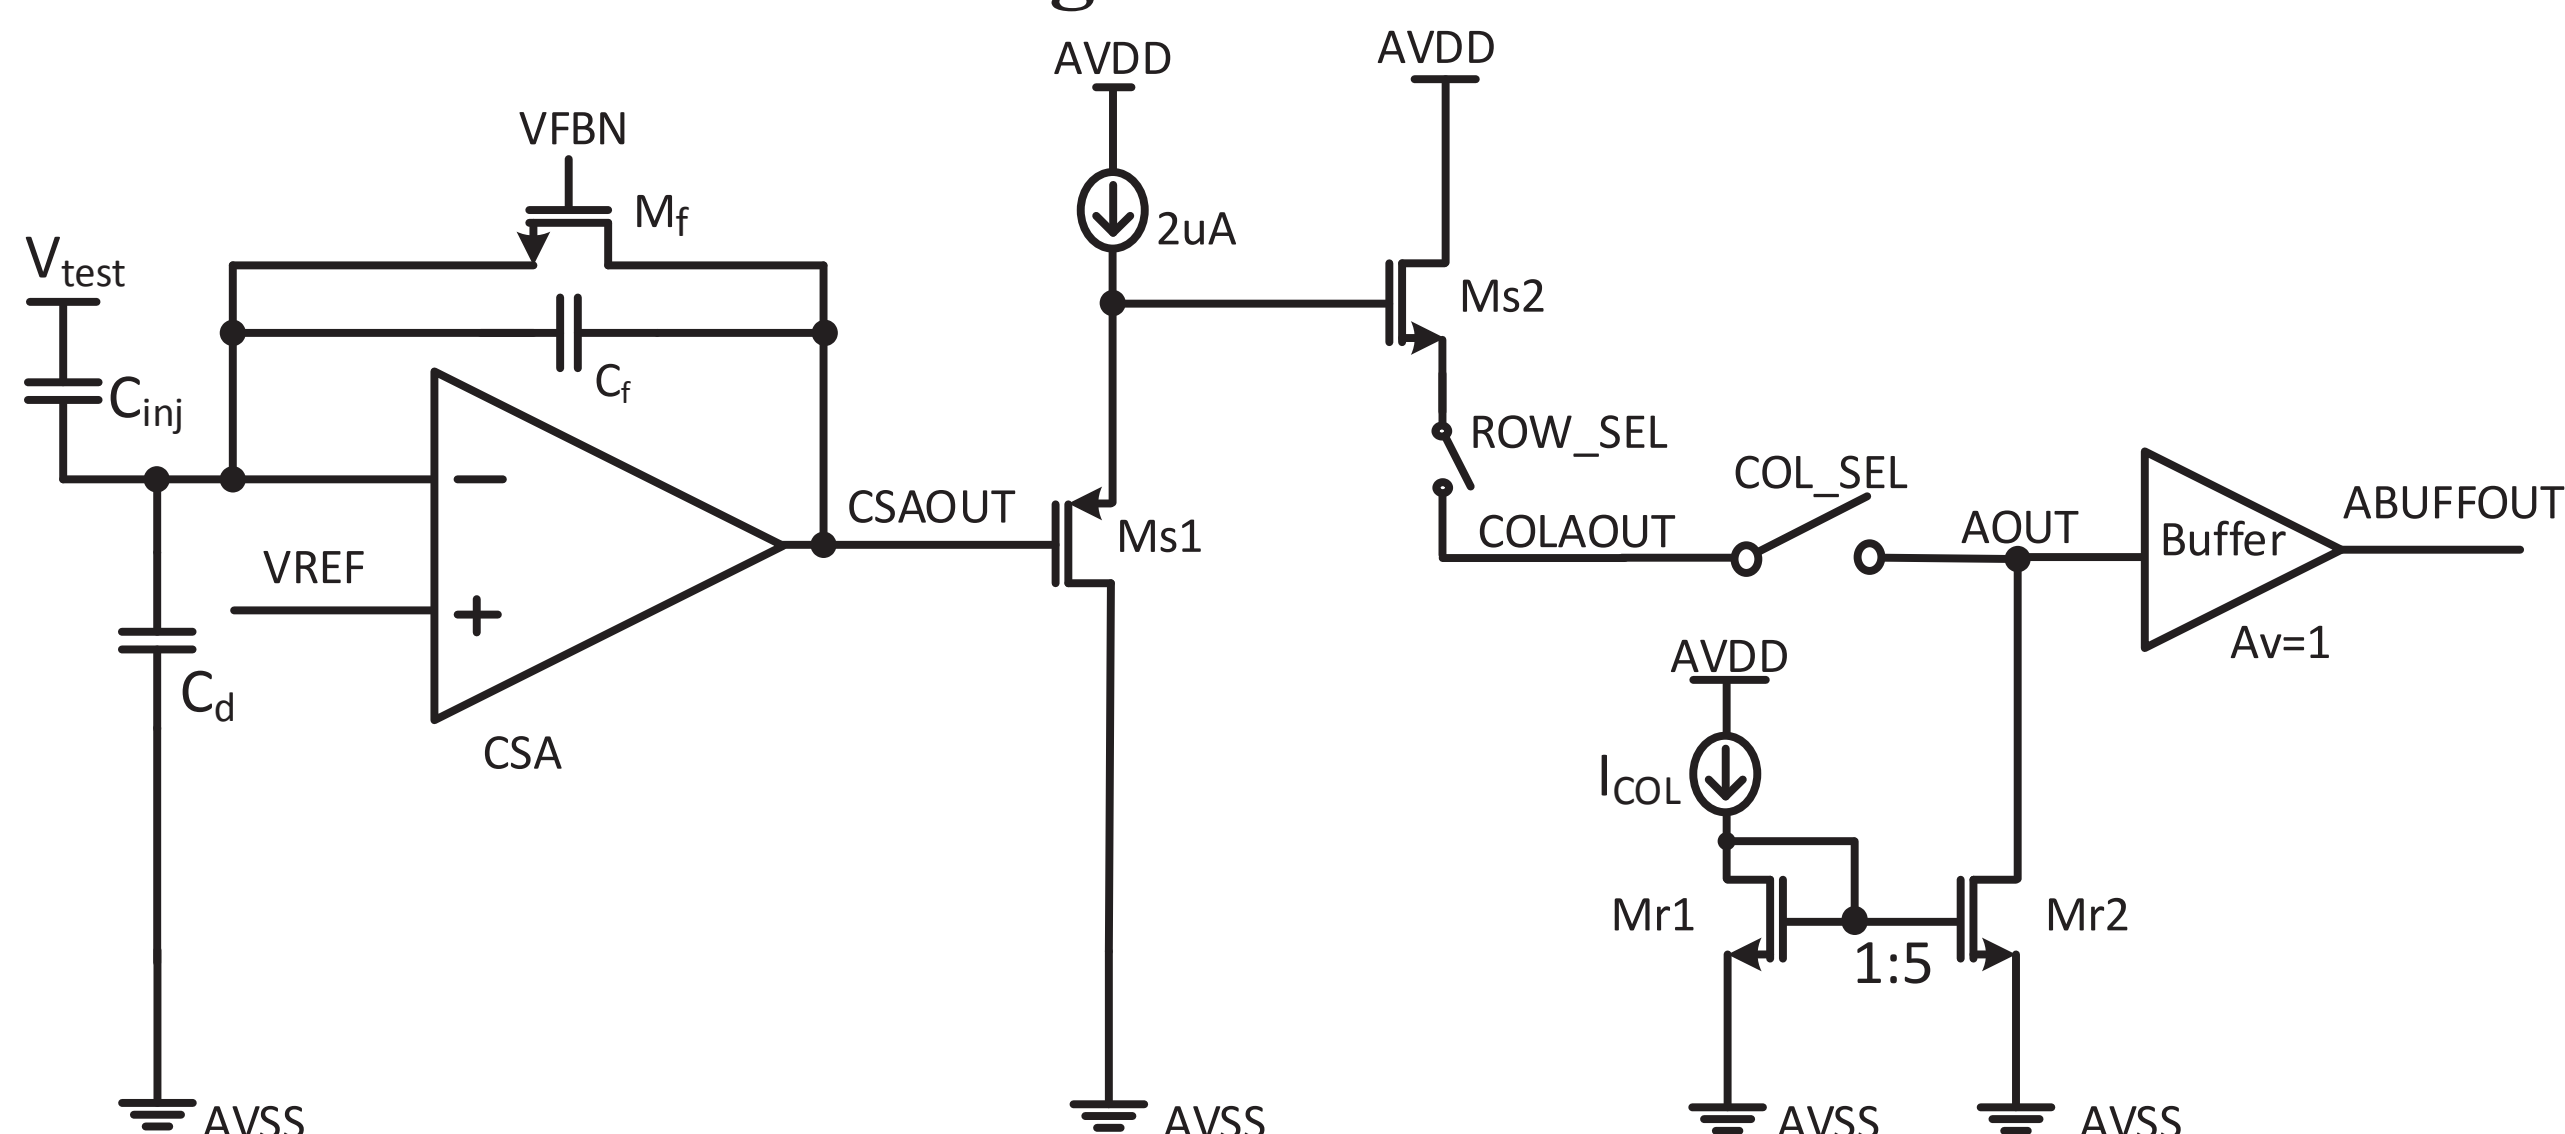 AVDD
AVDD
VFBN
Mf
Vtest
2uA
Ms2
Cinj
Cf
ROW_SEL
COL_SEL
CSAOUT
Ms1
COLAOUT
AOUT
Buffer
ABUFFOUT
VREF
−
+
Av=1
AVDD
Cd
CSA
ICOL
Mr1
Mr2
1:5
AVSS
AVSS
AVSS
AVSS